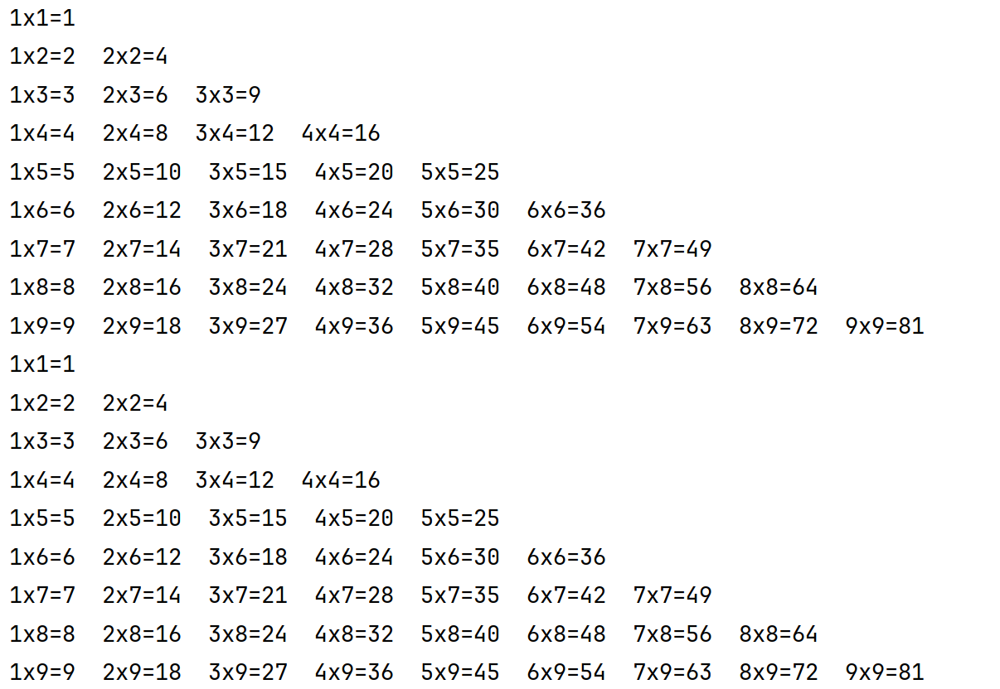 1x1=1
1x2=2  2x2=4
1x3=3  2x3=6  3x3=9
1x4=4  2x4=8  3x4=12  4x4=16
1x5=5  2x5=10  3x5=15  4x5=20  5x5=25
1x6=6  2x6=12  3x6=18  4x6=24  5x6=30  6x6=36
1x7=7  2x7=14  3x7=21  4x7=28  5x7=35  6x7=42  7x7=49
1x8=8  2x8=16  3x8=24  4x8=32  5x8=40  6x8=48  7x8=56  8x8=64
1x9=9  2x9=18  3x9=27  4x9=36  5x9=45  6x9=54  7x9=63  8x9=72  9x9=81
1x1=1
1x2=2  2x2=4
1x3=3  2x3=6  3x3=9
1x4=4  2x4=8  3x4=12  4x4=16
1x5=5  2x5=10  3x5=15  4x5=20  5x5=25
1x6=6  2x6=12  3x6=18  4x6=24  5x6=30  6x6=36
1x7=7  2x7=14  3x7=21  4x7=28  5x7=35  6x7=42  7x7=49
1x8=8  2x8=16  3x8=24  4x8=32  5x8=40  6x8=48  7x8=56  8x8=64
1x9=9  2x9=18  3x9=27  4x9=36  5x9=45  6x9=54  7x9=63  8x9=72  9x9=81